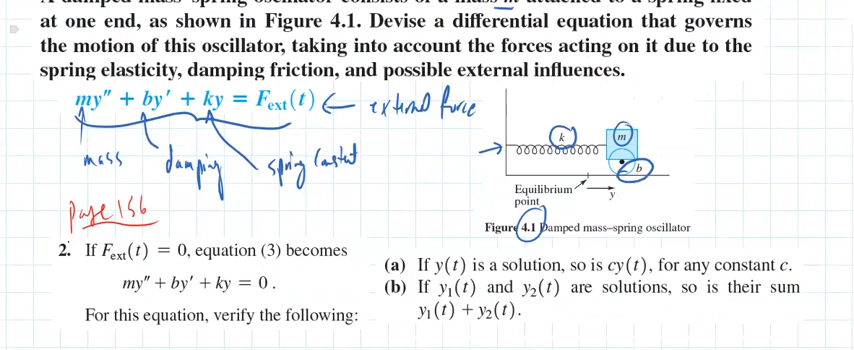 at one end, as shown in Figure 4.1. Devise a differential equation that governs
the motion of this oscillator, taking into account the forces acting on it due to the
spring elasticity, damping friction, and possible external influences.
my″ + by′ + ky = Fext(t) ← external force
mass damping spring constant
k
m
b
Equilibrium
point
y
Figure 4.1 Damped mass–spring oscillator
Page 156
2. If Fext(t) = 0, equation (3) becomes
my″ + by′ + ky = 0 .
For this equation, verify the following:
(a) If y(t) is a solution, so is cy(t), for any constant c.
(b) If y₁(t) and y₂(t) are solutions, so is their sum
y₁(t) + y₂(t).